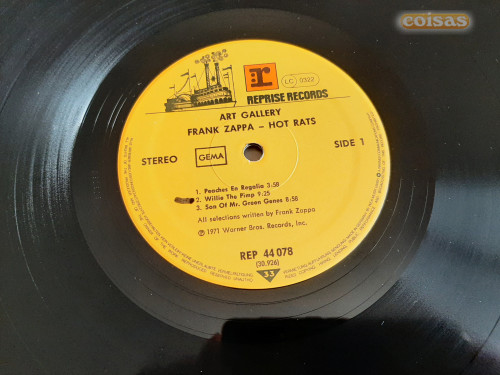 coisas
r
LC 0322
REPRISE RECORDS
ART GALLERY
FRANK ZAPPA – HOT RATS
STEREO
GEMA
SIDE 1
1. Peaches En Regalia 3:58
2. Willie The Pimp 9:25
3. Son Of Mr. Green Genes 8:58
All selections written by Frank Zappa
Ⓟ 1971 Warner Bros. Records, Inc.
REP 44 078
(30,926)
33